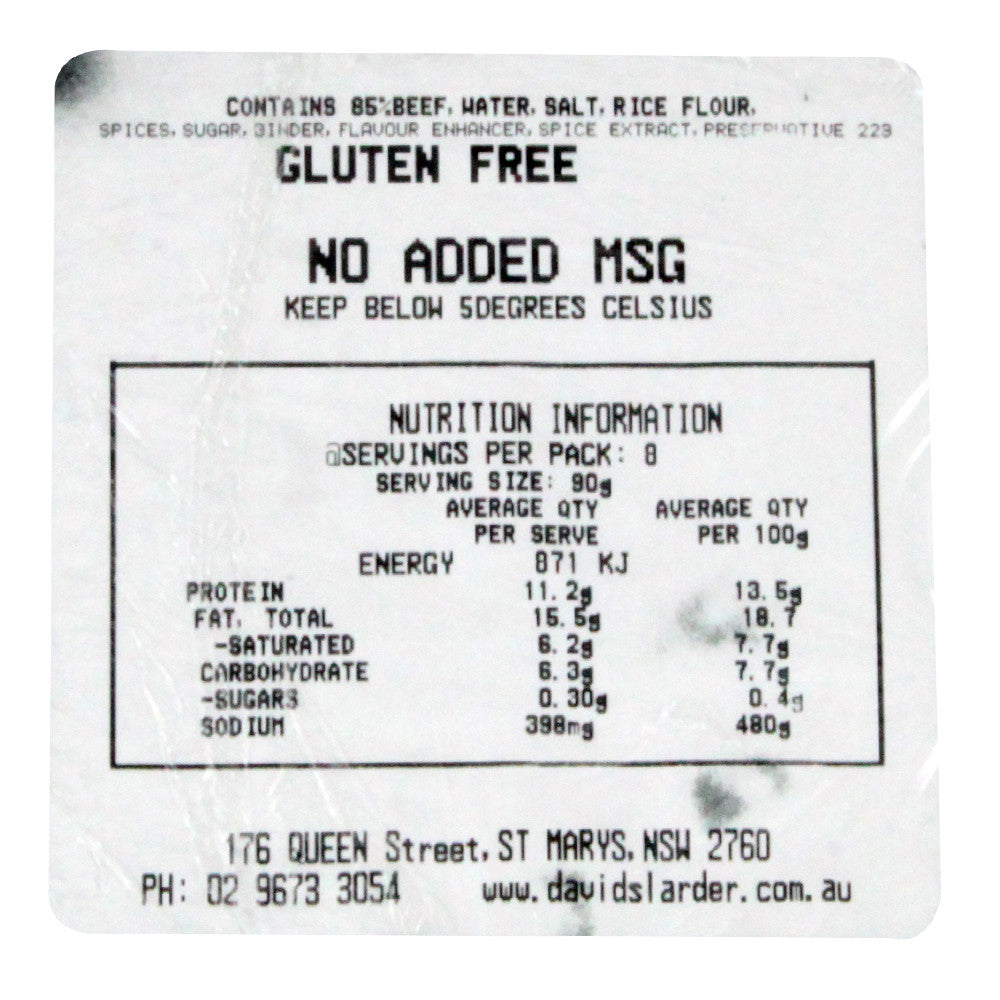 CONTAINS 85%BEEF, WATER, SALT, RICE FLOUR,
SPICES, SUGAR, BINDER, FLAVOUR ENHANCER, SPICE EXTRACT, PRESERVATIVE 223
GLUTEN FREE
NO ADDED MSG
KEEP BELOW 5DEGREES CELSIUS
NUTRITION INFORMATION
@SERVINGS PER PACK: 8
SERVING SIZE: 90g
AVERAGE QTY AVERAGE QTY
PER SERVE PER 100g
ENERGY 871 KJ
PROTEIN 11.2g 13.5g
FAT, TOTAL 15.5g 18.7
-SATURATED 6.2g 7.7g
CARBOHYDRATE 6.3g 7.7g
-SUGARS 0.30g 0.4g
SODIUM 398mg 480g
176 QUEEN Street, ST MARYS, NSW 2760
PH: 02 9673 3054 www.davidslarder.com.au